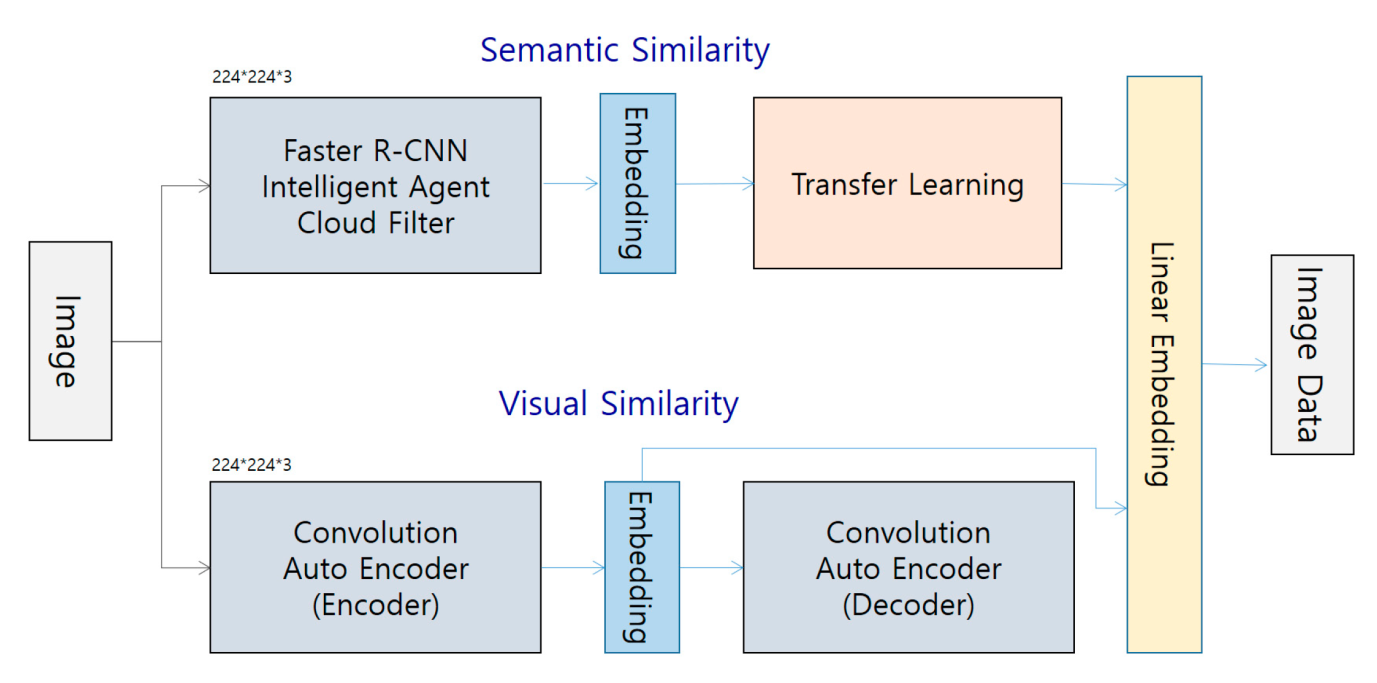 Semantic Similarity
224*224*3
Faster R-CNN
Intelligent Agent
Cloud Filter
Embedding
Transfer Learning
Image
Linear Embedding
Image Data
Visual Similarity
224*224*3
Convolution
Auto Encoder
(Encoder)
Embedding
Convolution
Auto Encoder
(Decoder)